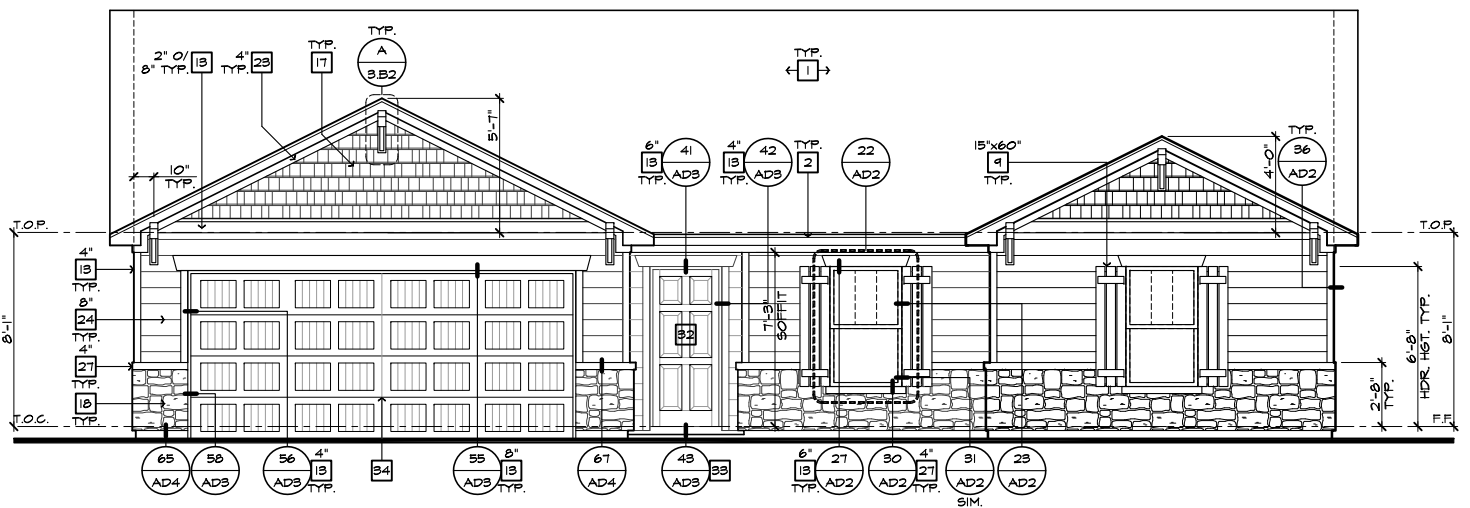 TYP.
A
3.B2
2" O/
8" TYP.
13
4"
TYP.
23
TYP.
17
TYP.
1
5'-7"
10"
TYP.
6"
13
TYP.
41
AD3
4"
13
TYP.
42
AD3
TYP.
2
22
AD2
15"x60"
9
TYP.
4'-0"
TYP.
36
AD2
T.O.P.
T.O.P.
4"
13
TYP.
8"
24
TYP.
4"
27
TYP.
18
TYP.
8'-1"
T.O.C.
32
7'-3"
SOFFIT
2'-8"
TYP.
6'-8"
HDR. HGT. TYP.
8'-1"
F.F.
65
AD4
58
AD3
56
AD3
4"
13
TYP.
34
55
AD3
8"
13
TYP.
67
AD4
43
AD3
33
6"
13
TYP.
27
AD2
30
AD2
4"
27
TYP.
31
AD2
SIM.
23
AD2